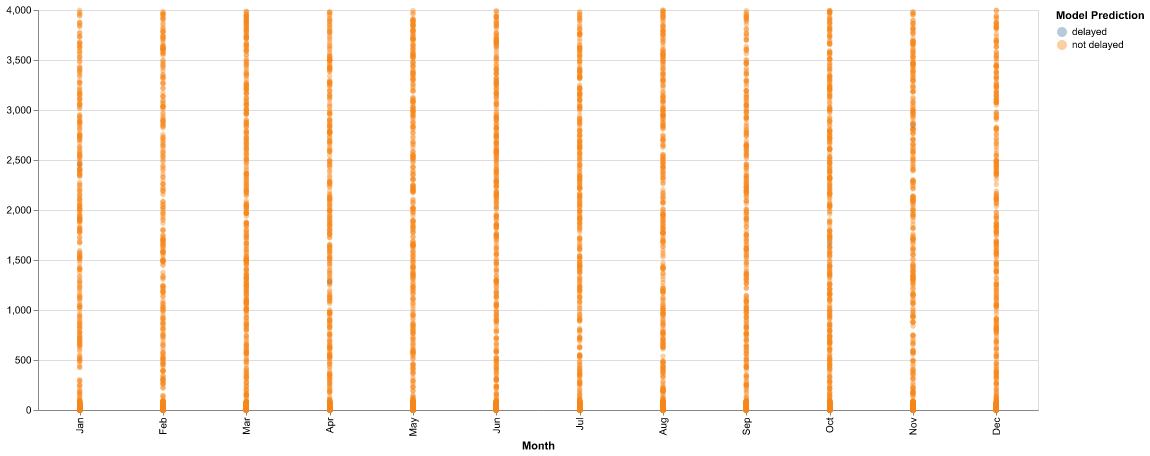 4,000
3,500
3,000
2,500
2,000
1,500
1,000
500
0
Jan
Feb
Mar
Apr
May
Jun
Jul
Aug
Sep
Oct
Nov
Dec
Month
Model Prediction
delayed
not delayed